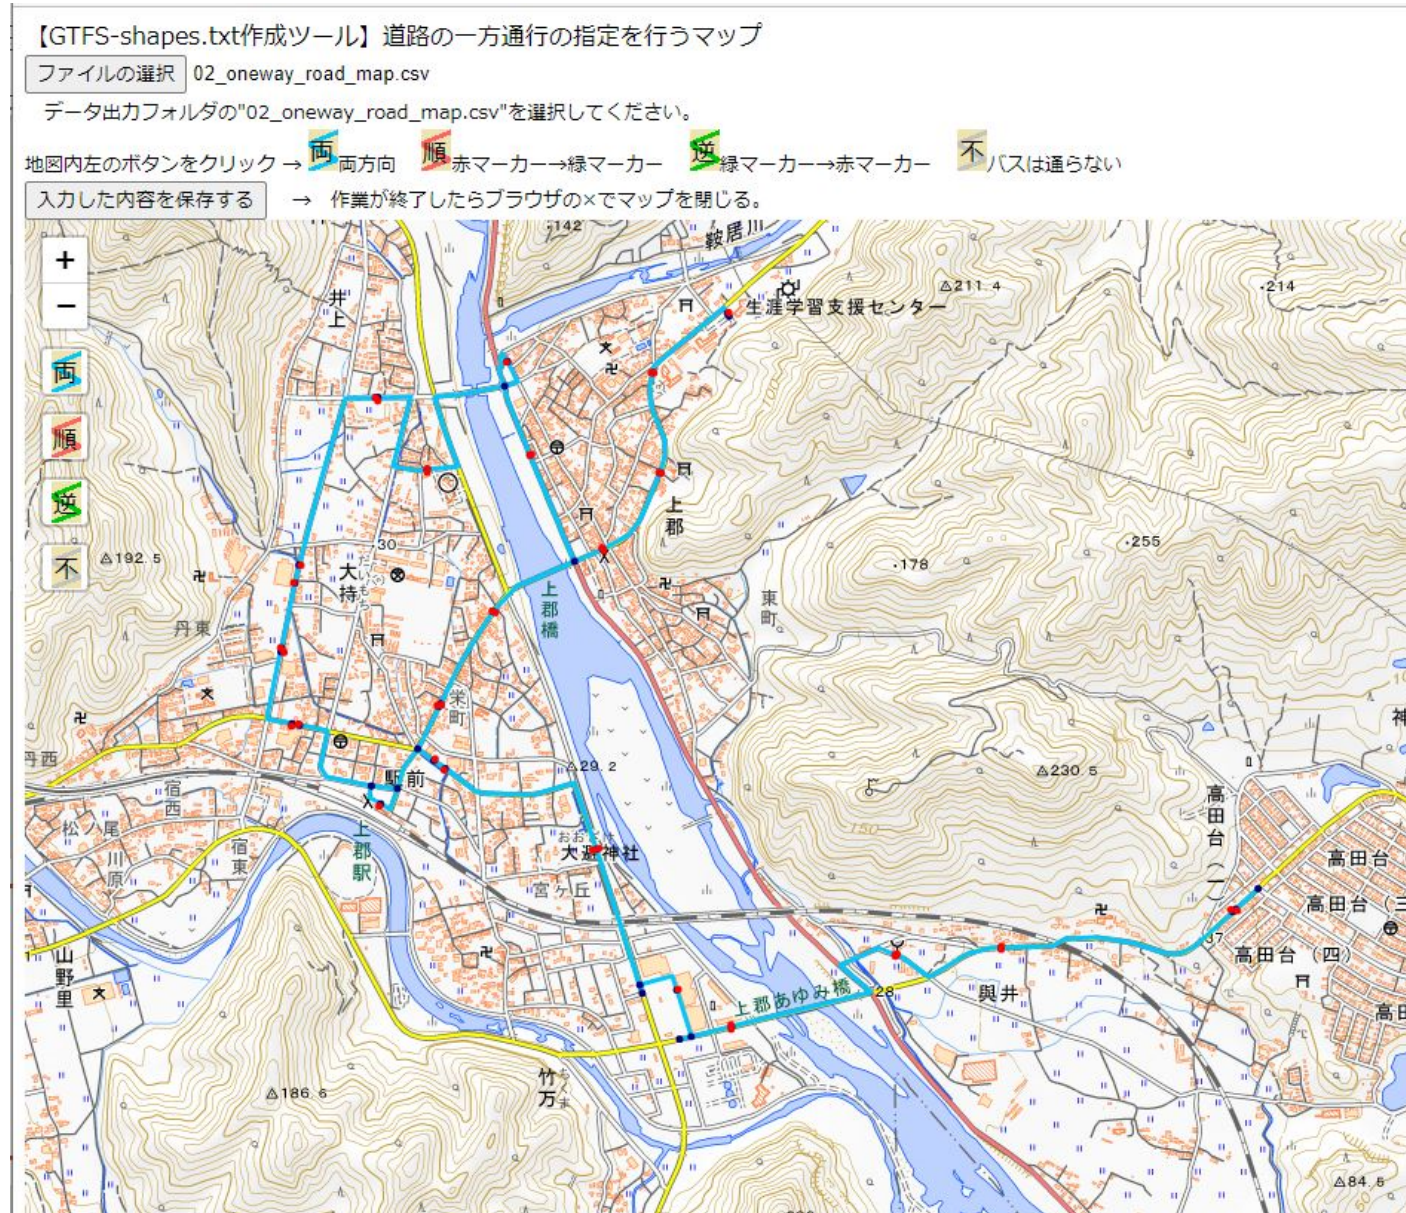 【GTFS-shapes.txt作成ツール】道路の一方通行の指定を行うマップ
ファイルの選択 02_oneway_road_map.csv
データ出力フォルダの"02_oneway_road_map.csv"を選択してください。
地図内左のボタンをクリック → 両 両方向 順 赤マーカー→緑マーカー 逆 緑マーカー→赤マーカー 不 バスは通らない
入力した内容を保存する → 作業が終了したらブラウザの×でマップを閉じる。
+
−
両
順
逆
不
142
鞍居川
井上
生涯学習支援センター
211.4
214
上郡
30
大持
たいもち
192.5
丹東
上郡橋
東町
178
255
栄町
丹西
駅前
29.2
230.5
150
宿西
松ノ尾
川原
宿東
上郡駅
大避神社
宮ヶ丘
高田台(一)
高田台
高田台(三
高田台(四)
37
山野里
上郡あゆみ橋
28
與井
竹万
ちくま
186.6
84.5
50